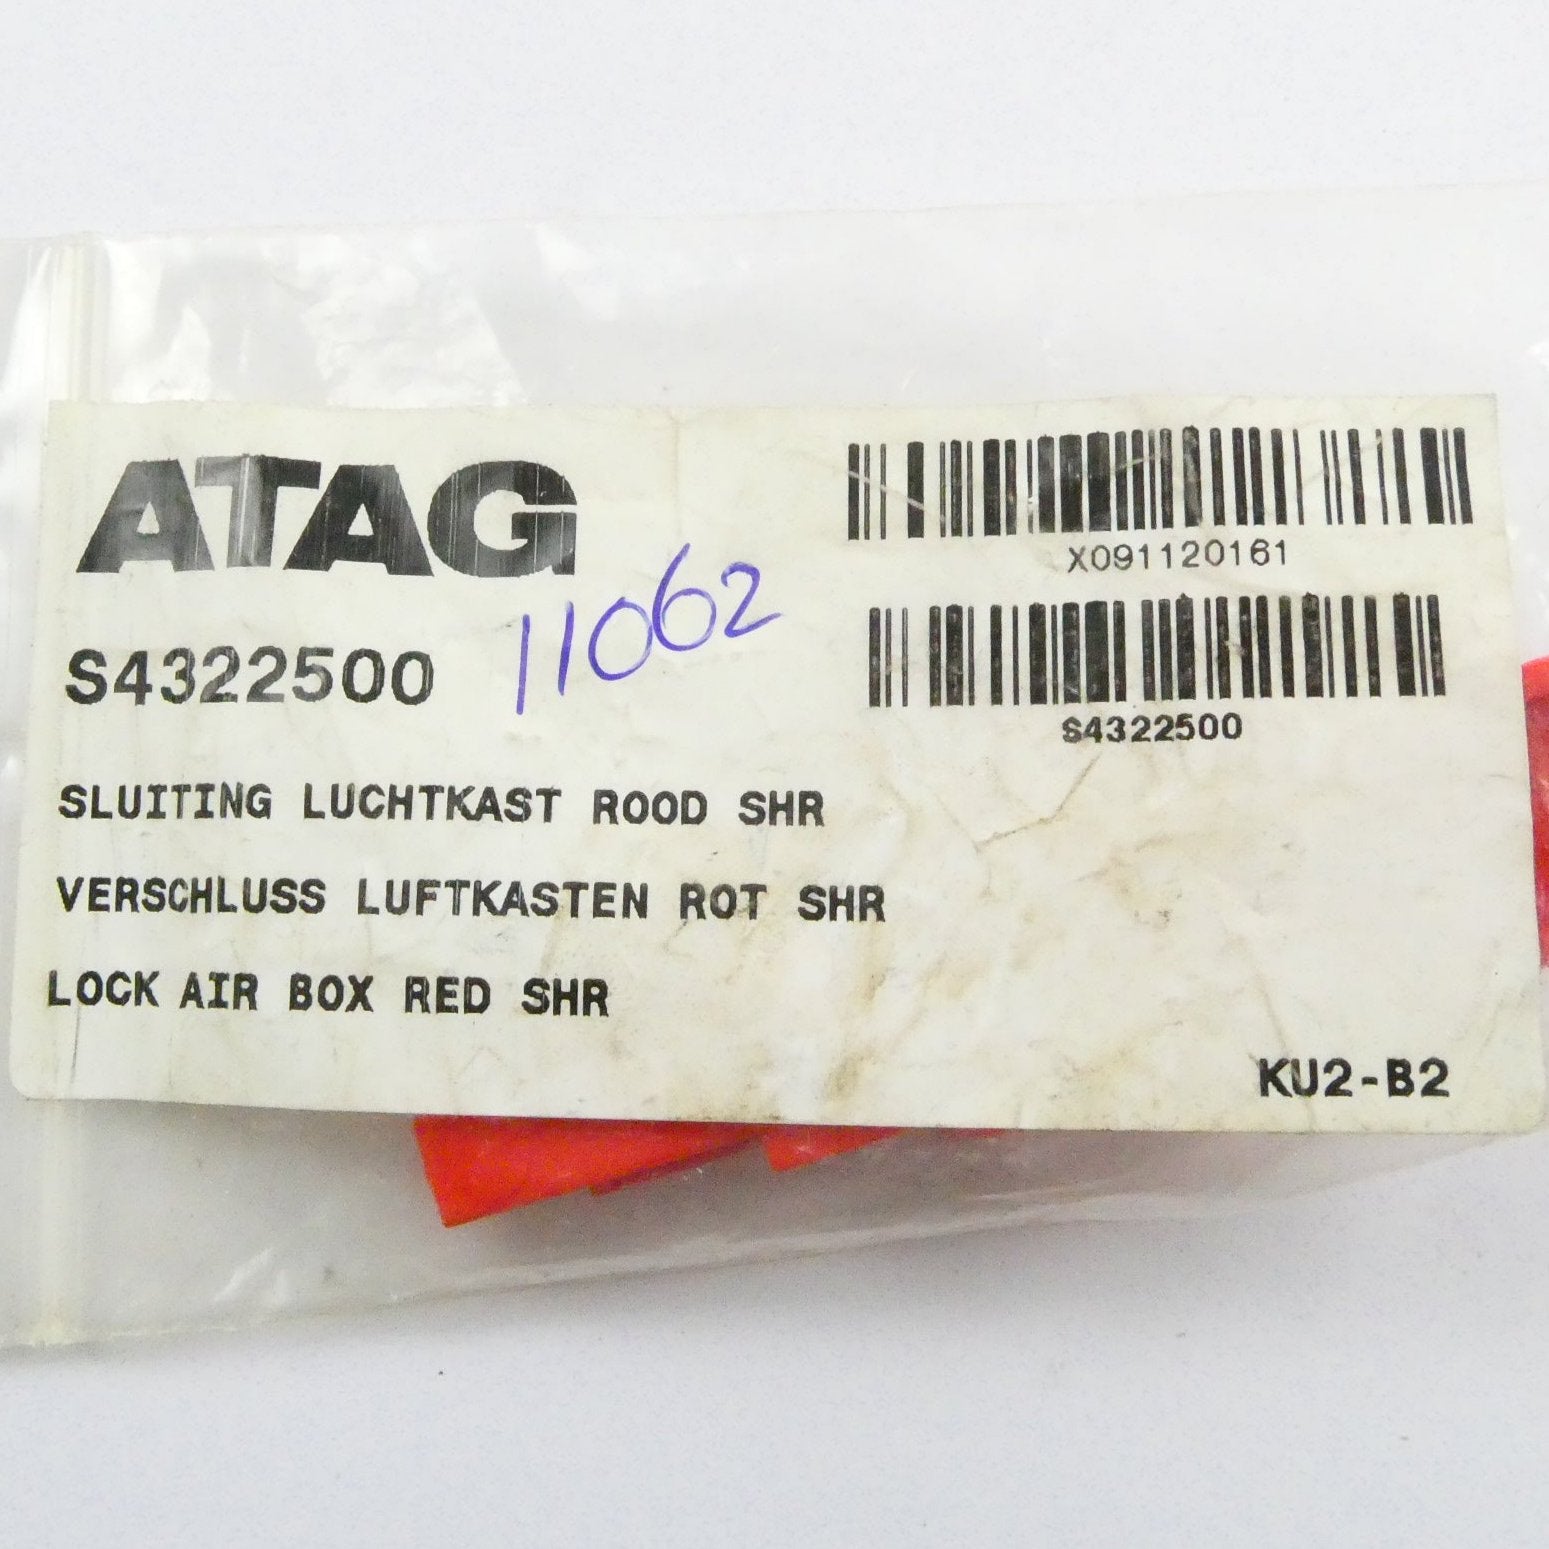 ATAG
X091120161
S4322500
11062
S4322500
SLUITING LUCHTKAST ROOD SHR
VERSCHLUSS LUFTKASTEN ROT SHR
LOCK AIR BOX RED SHR
KU2-B2